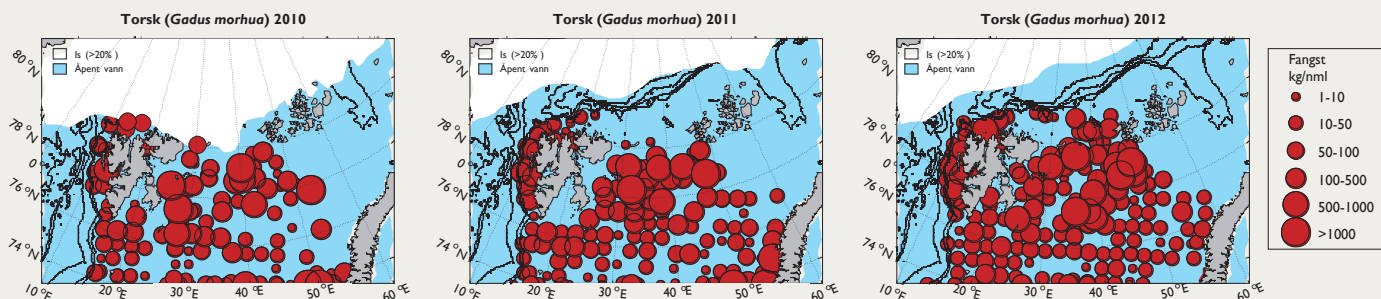 Torsk (Gadus morhua) 2010
Is (>20% )
Åpent vann
80 °N
78 °N
0
76 °N
74 °N
10 °E
20 °E
30 °E
40 °E
50 °E
60 °E
Torsk (Gadus morhua) 2011
Is (>20% )
Åpent vann
80 °N
78 °N
0
76 °N
74 °N
10 °E
20 °E
30 °E
40 °E
50 °E
60 °E
Torsk (Gadus morhua) 2012
Is (>20% )
Åpent vann
80 °N
78 °N
0
76 °N
74 °N
10 °E
20 °E
30 °E
40 °E
50 °E
60 °E
Fangst
kg/nml
1-10
10-50
50-100
100-500
500-1000
>1000